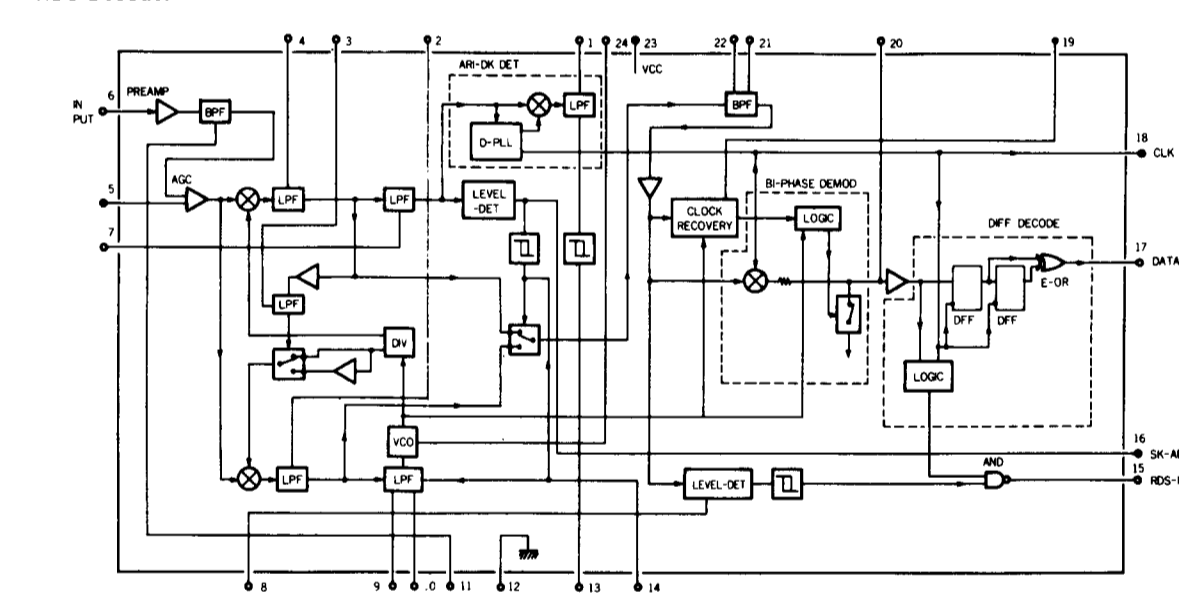 4 3 2 1 24 23 22 21 20 19
VCC
ARI-DK DET
6 PREAMP
IN PUT
BPF
LPF
BPF
D-PLL
18 CLK
5 AGC
LPF
LPF
LEVEL -DET
CLOCK RECOVERY
BI-PHASE DEMOD
LOGIC
DIFF DECODE
7
17 DATA
E-OR
LPF
DFF DFF
DIV
LOGIC
VCO
16
AND
15
LPF
LPF
LEVEL-DET
8 9 .0 11 12 13 14